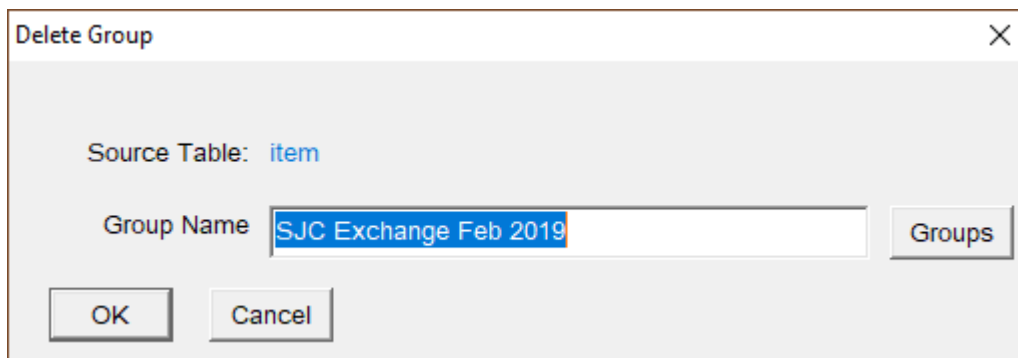 Delete Group
Source Table: item
Group Name SJC Exchange Feb 2019 Groups
OK Cancel